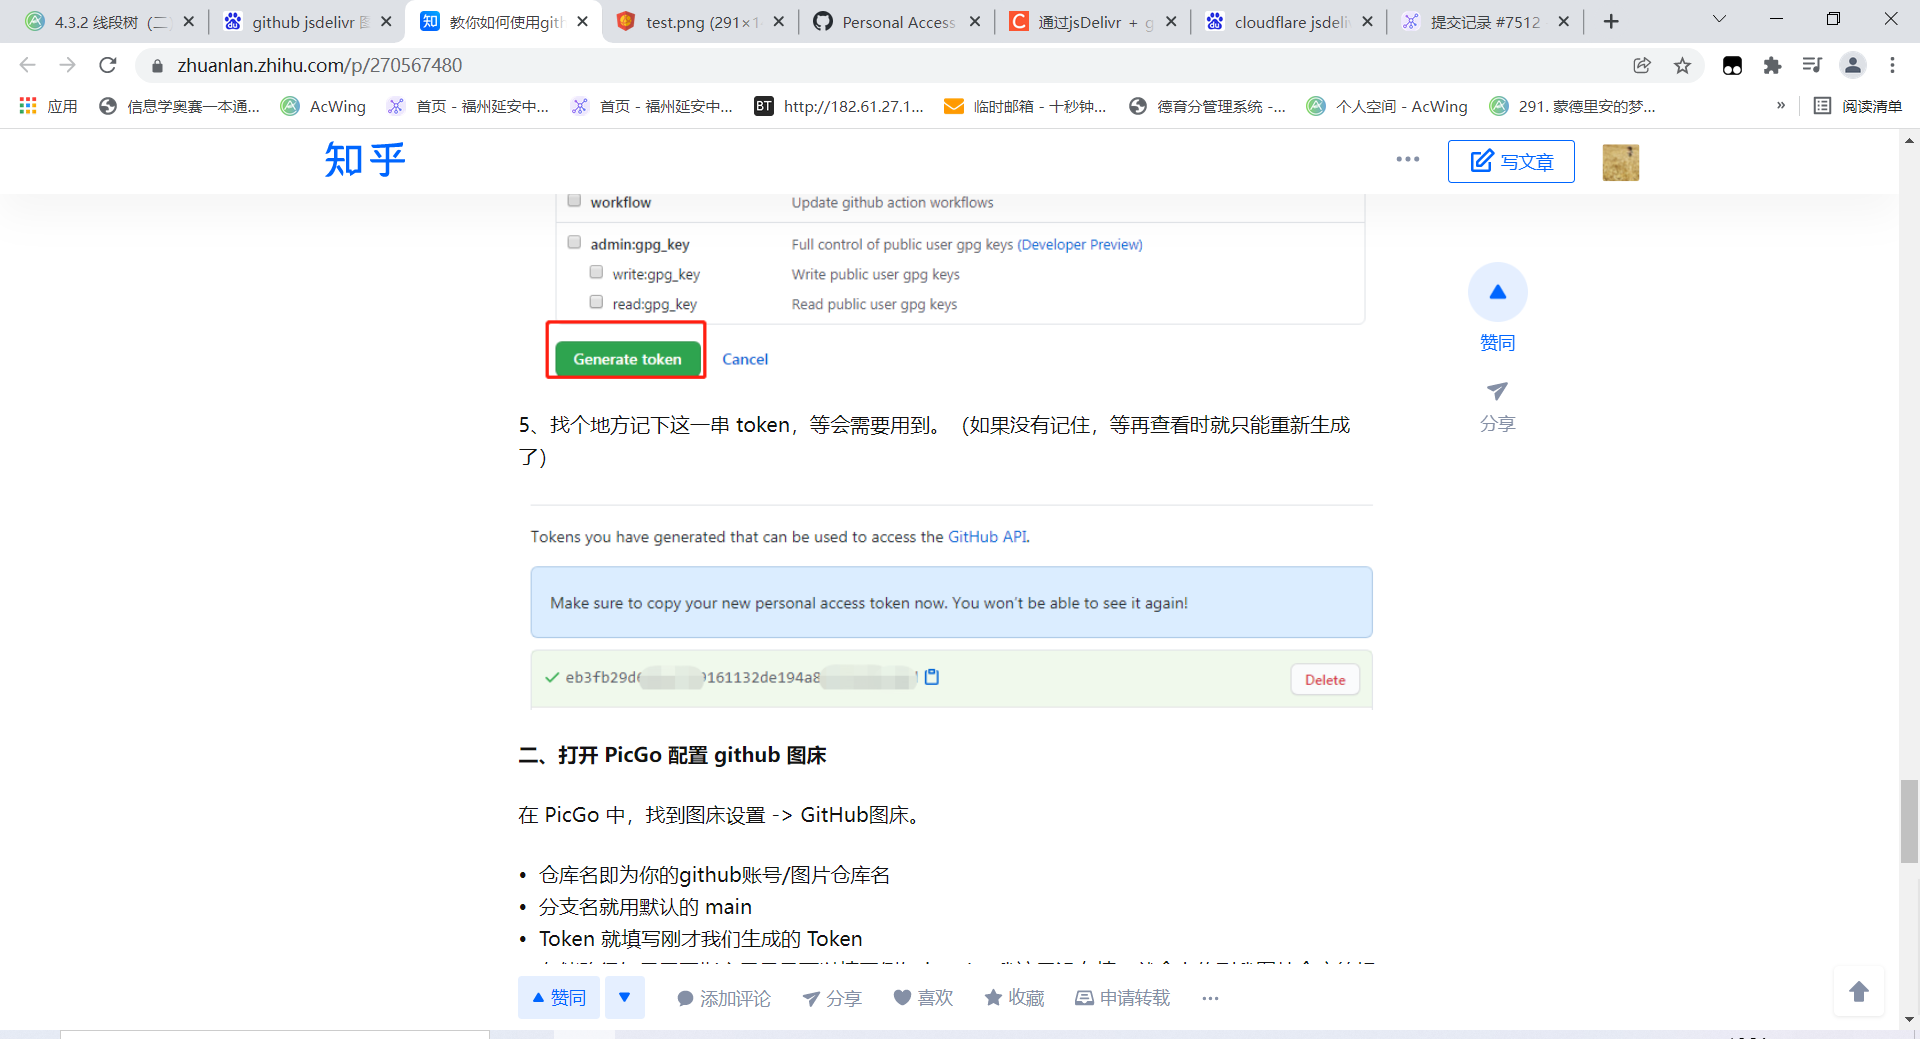 4.3.2 线段树（二
github jsdelivr 图
教你如何使用gith
test.png (291×1
Personal Access
通过jsDelivr + g
cloudflare jsdeliv
提交记录 #7512
zhuanlan.zhihu.com/p/270567480
应用
信息学奥赛一本通...
AcWing
首页 - 福州延安中...
首页 - 福州延安中...
BT
http://182.61.27.1...
临时邮箱 - 十秒钟...
德育分管理系统 -...
个人空间 - AcWing
291. 蒙德里安的梦...
»
阅读清单
知乎
写文章
workflow Update github action workflows
admin:gpg_key Full control of public user gpg keys (Developer Preview)
write:gpg_key Write public user gpg keys
read:gpg_key Read public user gpg keys
Generate token Cancel
赞同
分享
5、找个地方记下这一串 token，等会需要用到。（如果没有记住，等再查看时就只能重新生成
了）
Tokens you have generated that can be used to access the GitHub API.
Make sure to copy your new personal access token now. You won't be able to see it again!
eb3fb29d 0161132de194a8
Delete
二、打开 PicGo 配置 github 图床
在 PicGo 中，找到图床设置 -> GitHub图床。
• 仓库名即为你的github账号/图片仓库名
• 分支名就用默认的 main
• Token 就填写刚才我们生成的 Token
赞同
添加评论
分享
喜欢
收藏
申请转载